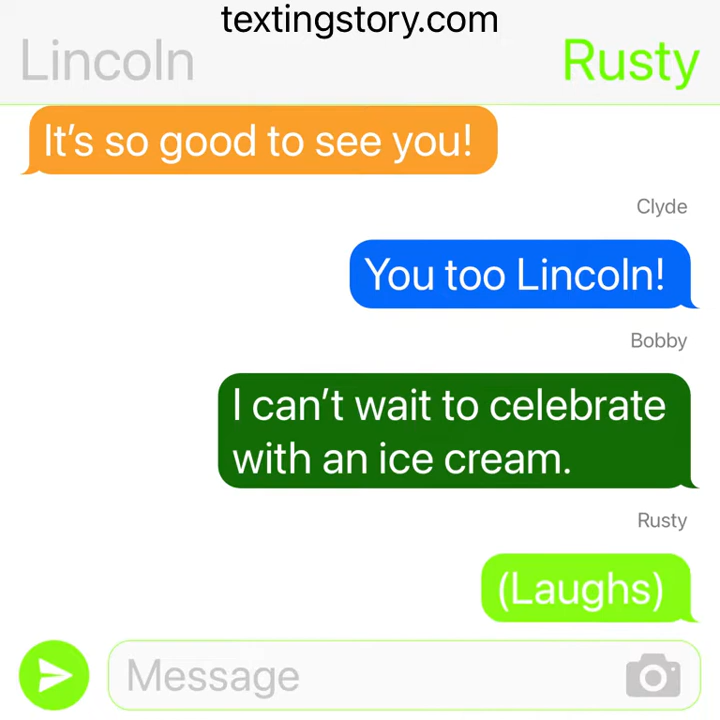 textingstory.com
Lincoln
Rusty
It’s so good to see you!
Clyde
You too Lincoln!
Bobby
I can’t wait to celebrate
with an ice cream.
Rusty
(Laughs)
Message